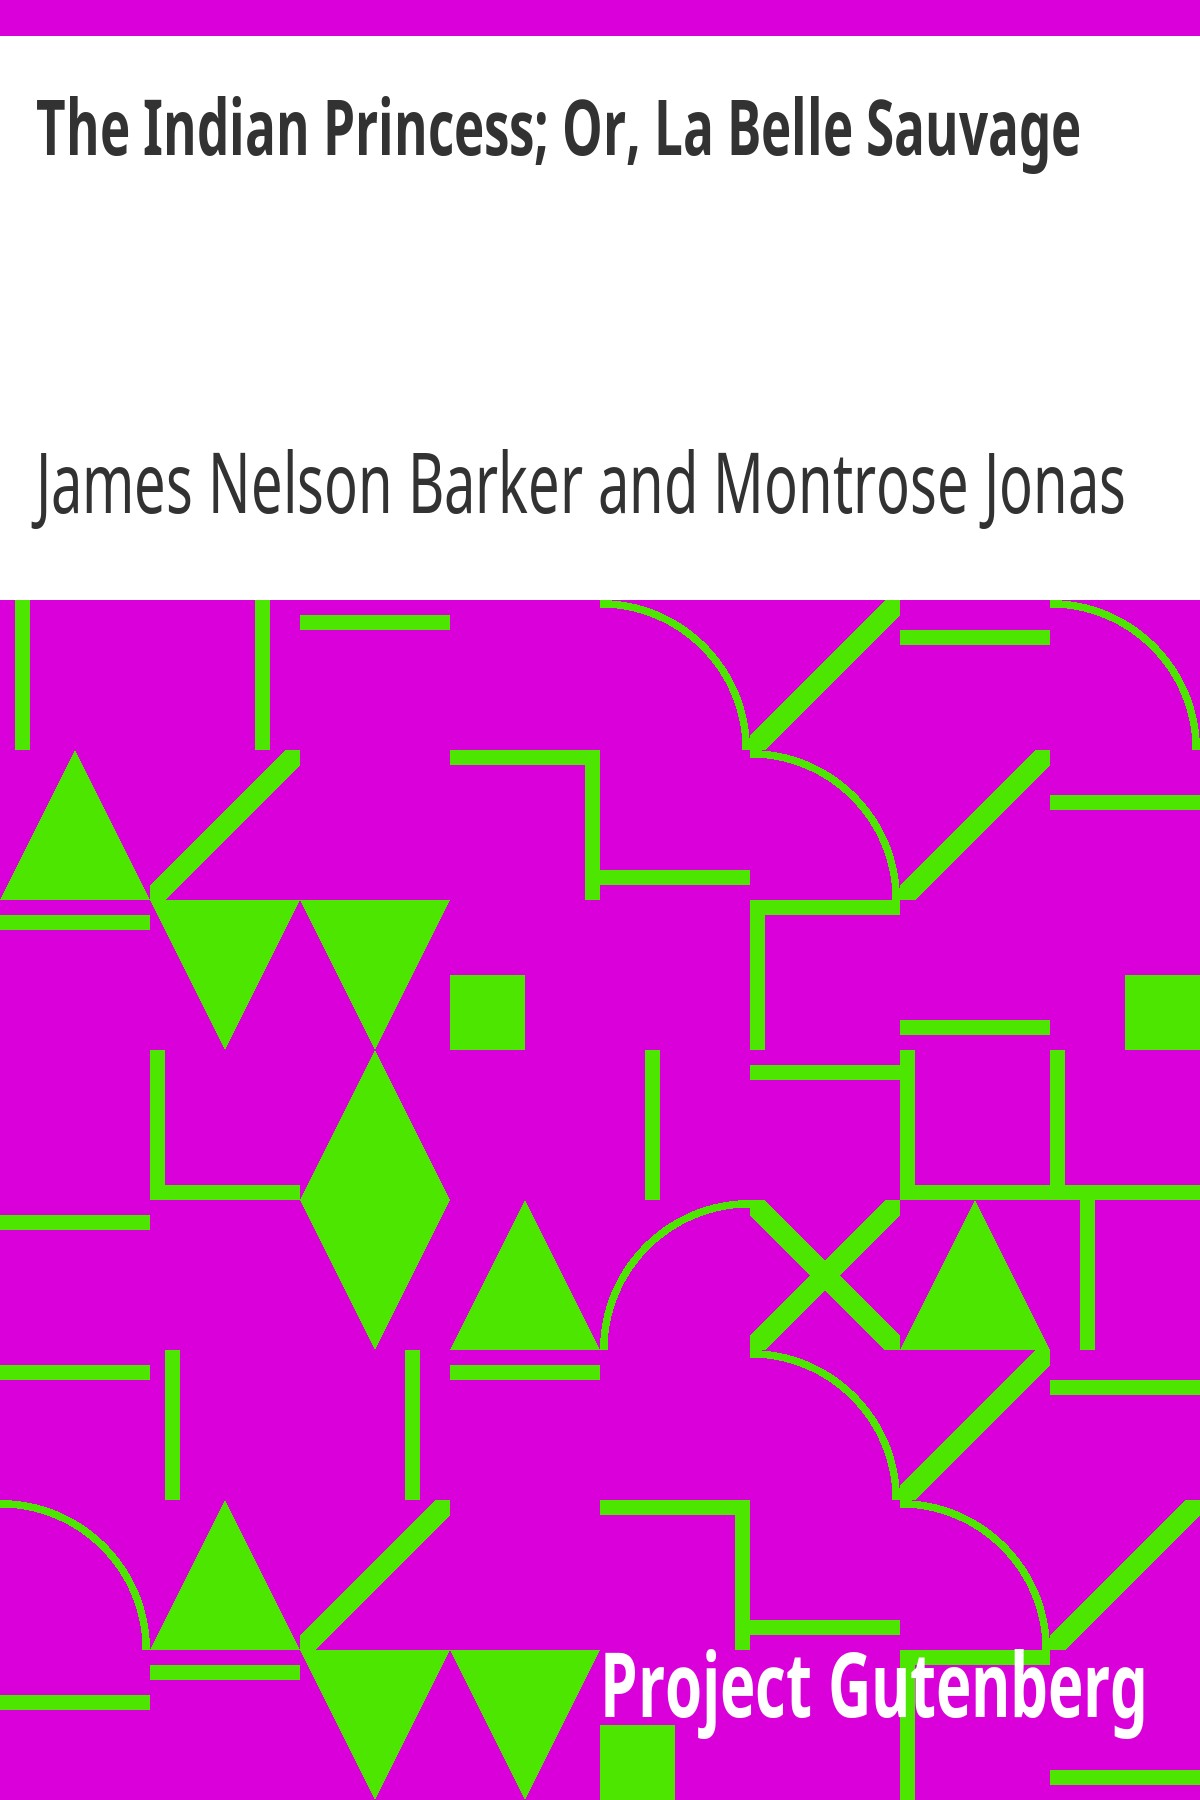 The Indian Princess; Or, La Belle Sauvage
James Nelson Barker and Montrose Jonas
Project Gutenberg